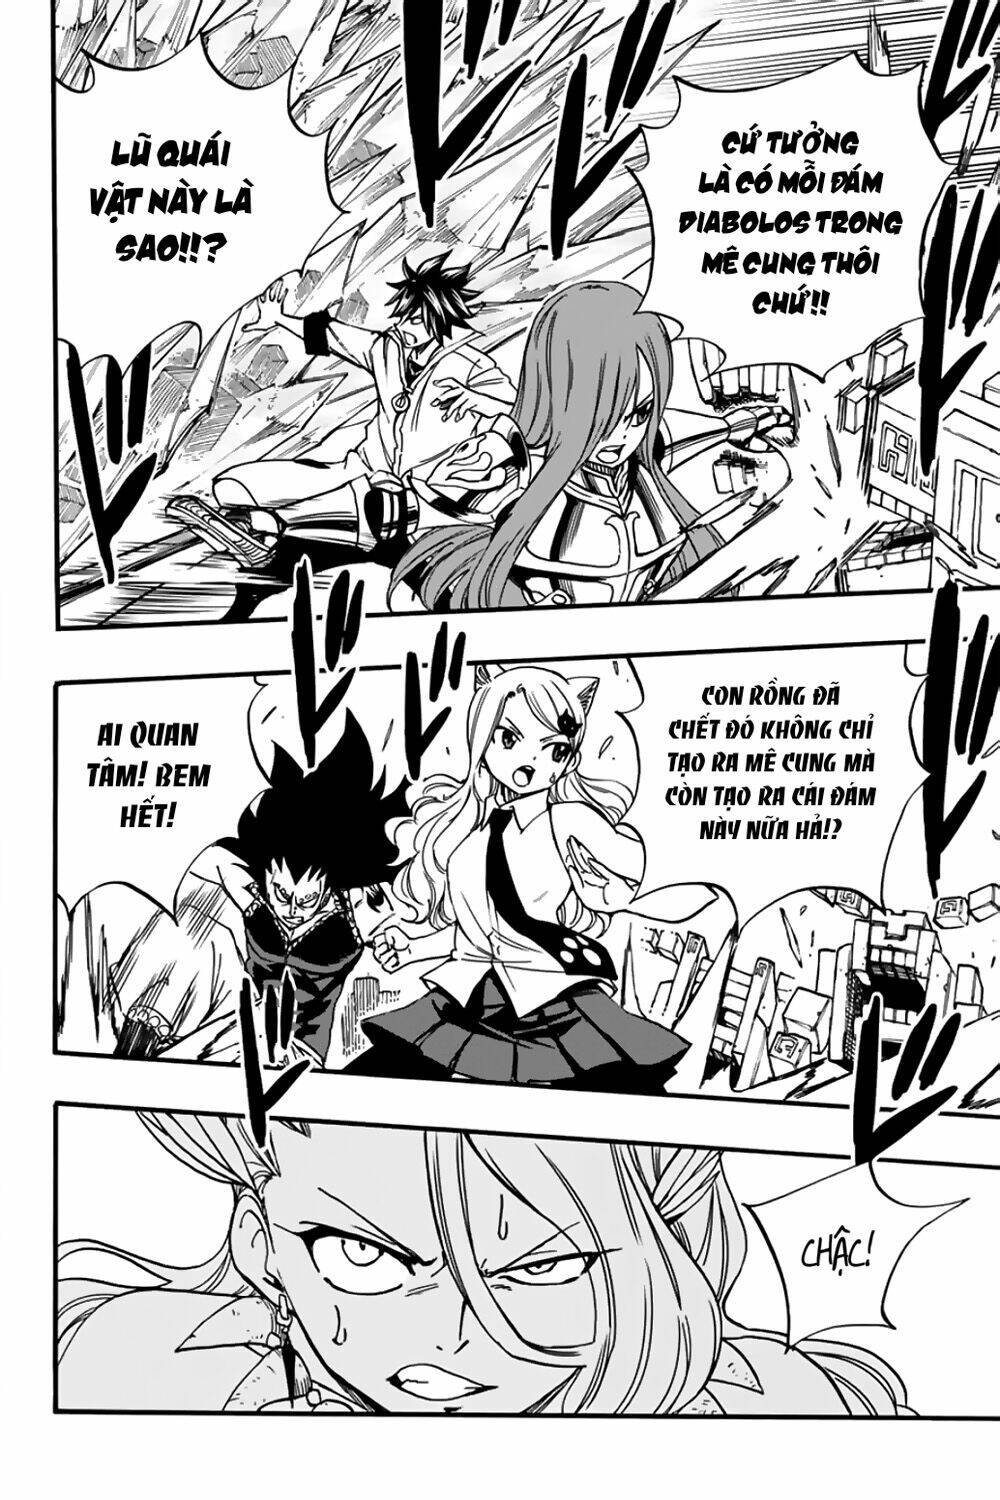 CỨ TƯỞNG
LÀ CÓ MỖI ĐÁM
DIABOLOS TRONG
MÊ CUNG THÔI
CHỨ!!
LŨ QUÁI
VẬT NÀY LÀ
SAO!!?
CON RỒNG ĐÃ
CHẾT ĐÓ KHÔNG CHỈ
TẠO RA MÊ CUNG MÀ
CÒN TẠO RA CÁI ĐÁM
NÀY NỮA HẢ!?
AI QUAN
TÂM! BEM
HẾT!
CHẬC!